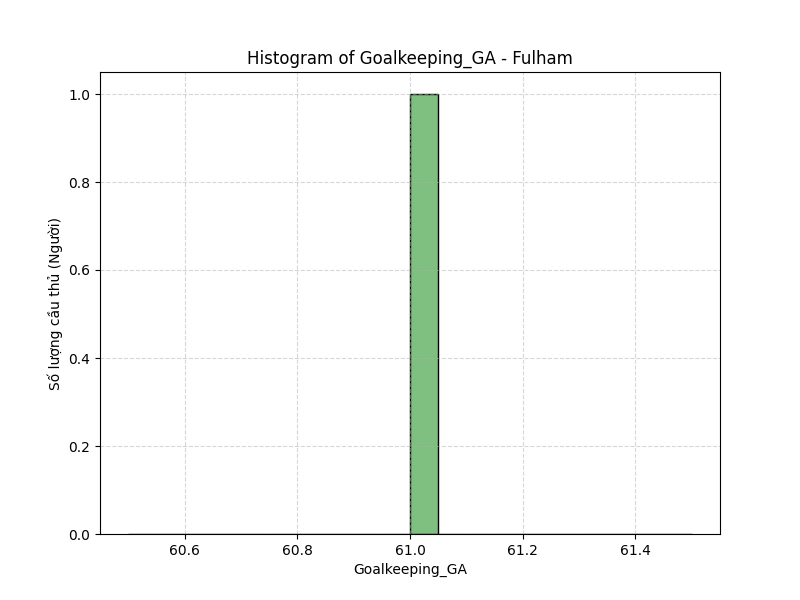 Histogram of Goalkeeping_GA - Fulham
Số lượng cầu thủ (Người)
1.0
0.8
0.6
0.4
0.2
0.0
60.6 60.8 61.0 61.2 61.4
Goalkeeping_GA